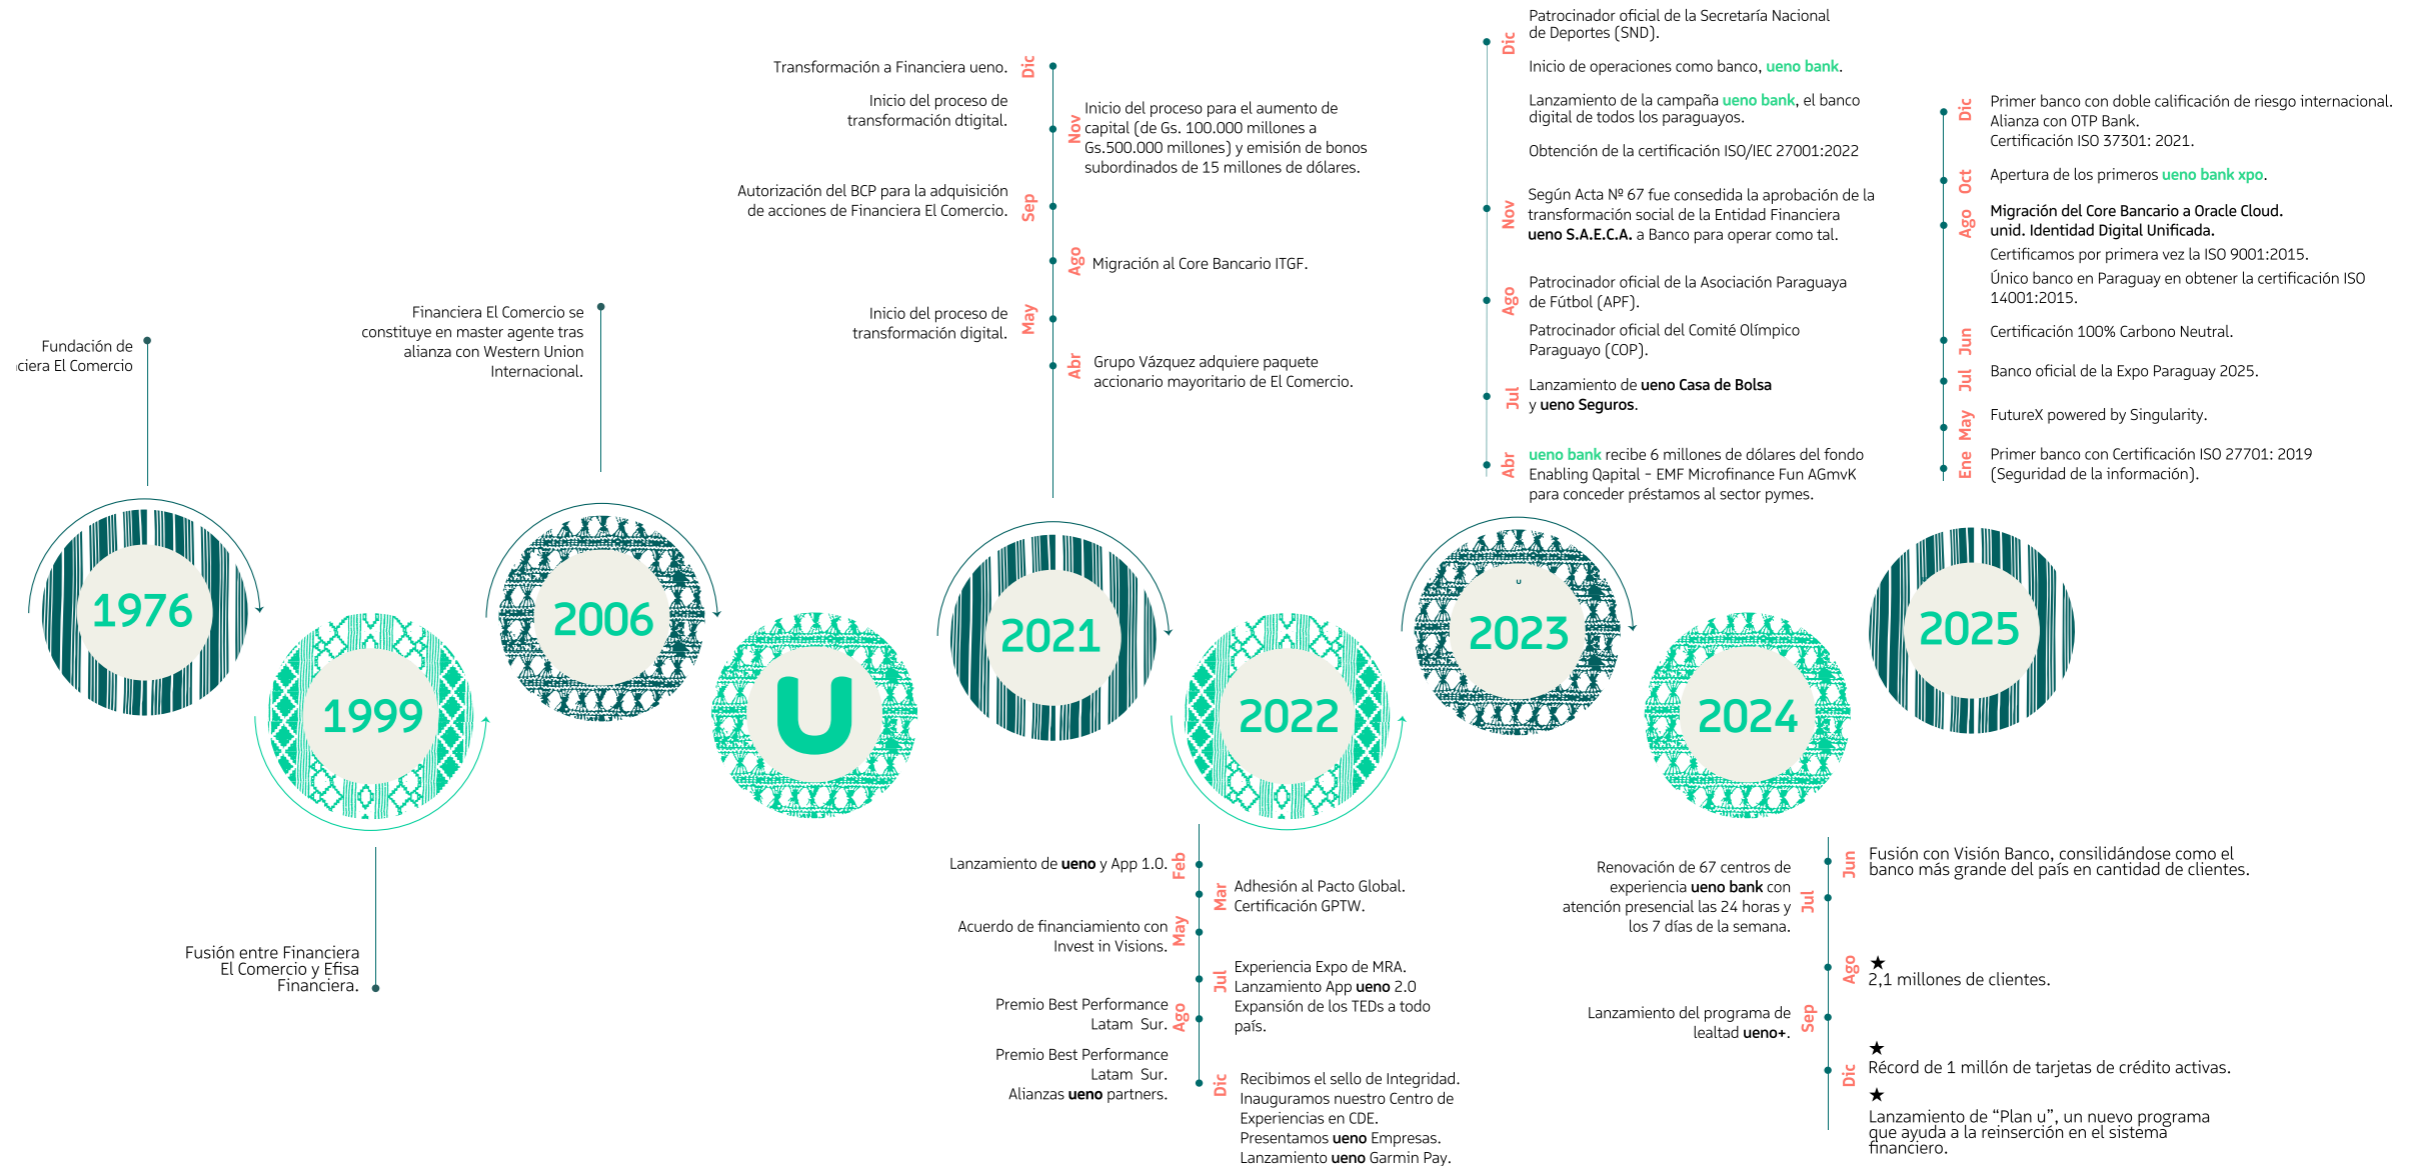 Fundación de
ciera El Comercio
1976
1999
Fusión entre Financiera
El Comercio y Efisa
Financiera.
Financiera El Comercio se
constituye en master agente tras
alianza con Western Union
Internacional.
2006
U
Transformación a Financiera ueno.
Dic
Inicio del proceso de
transformación dtigital.
Nov
Inicio del proceso para el aumento de
capital (de Gs. 100.000 millones a
Gs.500.000 millones) y emisión de bonos
subordinados de 15 millones de dólares.
Autorización del BCP para la adquisición
de acciones de Financiera El Comercio.
Sep
Ago
Migración al Core Bancario ITGF.
Inicio del proceso de
transformación digital.
May
Abr
Grupo Vázquez adquiere paquete
accionario mayoritario de El Comercio.
2021
2022
Lanzamiento de ueno y App 1.0.
Feb
Mar
Adhesión al Pacto Global.
Certificación GPTW.
Acuerdo de financiamiento con
Invest in Visions.
May
Jul
Experiencia Expo de MRA.
Lanzamiento App ueno 2.0
Expansión de los TEDs a todo
país.
Premio Best Performance
Latam Sur.
Ago
Premio Best Performance
Latam Sur.
Alianzas ueno partners.
Dic
Recibimos el sello de Integridad.
Inauguramos nuestro Centro de
Experiencias en CDE.
Presentamos ueno Empresas.
Lanzamiento ueno Garmin Pay.
Dic
Patrocinador oficial de la Secretaría Nacional
de Deportes (SND).
Inicio de operaciones como banco, ueno bank.
Lanzamiento de la campaña ueno bank, el banco
digital de todos los paraguayos.
Obtención de la certificación ISO/IEC 27001:2022
Nov
Según Acta Nº 67 fue consedida la aprobación de la
transformación social de la Entidad Financiera
ueno S.A.E.C.A. a Banco para operar como tal.
Ago
Patrocinador oficial de la Asociación Paraguaya
de Fútbol (APF).
Patrocinador oficial del Comité Olímpico
Paraguayo (COP).
Jul
Lanzamiento de ueno Casa de Bolsa
y ueno Seguros.
Abr
ueno bank recibe 6 millones de dólares del fondo
Enabling Qapital - EMF Microfinance Fun AGmvK
para conceder préstamos al sector pymes.
u
2023
2024
Jun
Fusión con Visión Banco, consilidándose como el
banco más grande del país en cantidad de clientes.
Renovación de 67 centros de
experiencia ueno bank con
atención presencial las 24 horas y
los 7 días de la semana.
Jul
Ago
★
2,1 millones de clientes.
Lanzamiento del programa de
lealtad ueno+.
Sep
Dic
★
Récord de 1 millón de tarjetas de crédito activas.
★
Lanzamiento de “Plan u”, un nuevo programa
que ayuda a la reinserción en el sistema
financiero.
Dic
Primer banco con doble calificación de riesgo internacional.
Alianza con OTP Bank.
Certificación ISO 37301: 2021.
Oct
Apertura de los primeros ueno bank xpo.
Ago
Migración del Core Bancario a Oracle Cloud.
unid. Identidad Digital Unificada.
Certificamos por primera vez la ISO 9001:2015.
Único banco en Paraguay en obtener la certificación ISO
14001:2015.
Jun
Certificación 100% Carbono Neutral.
Jul
Banco oficial de la Expo Paraguay 2025.
May
FutureX powered by Singularity.
Ene
Primer banco con Certificación ISO 27701: 2019
(Seguridad de la información).
2025